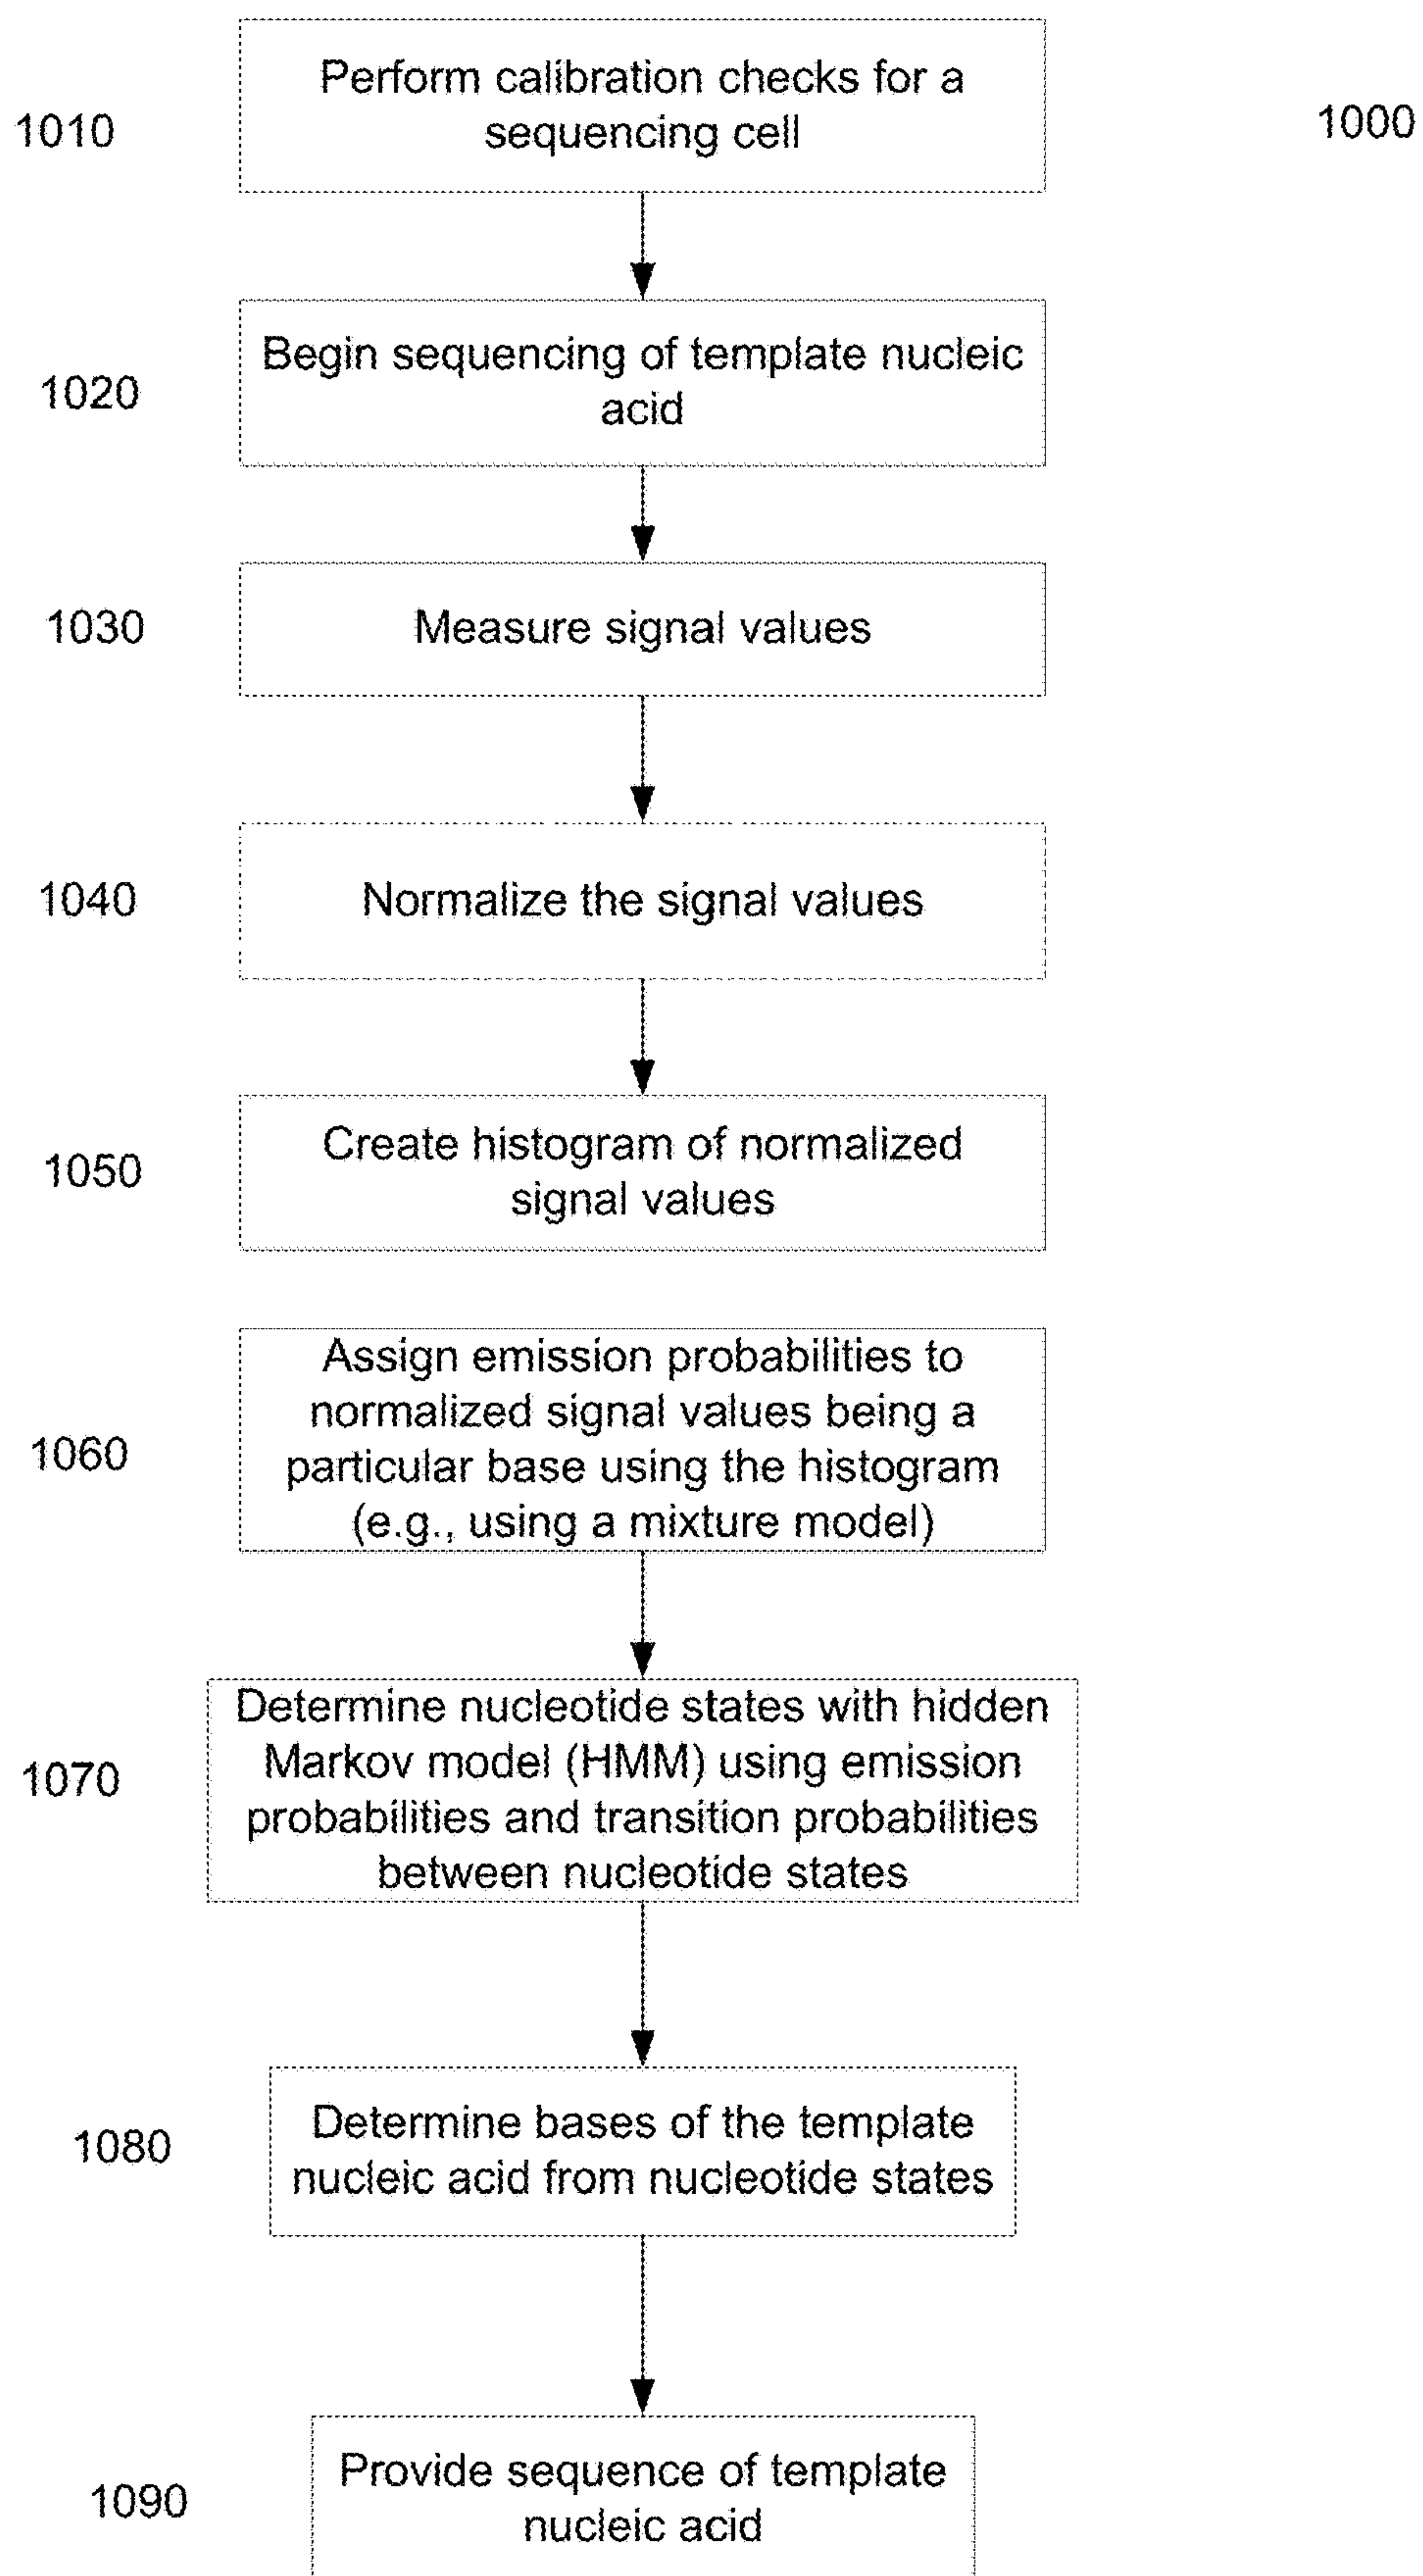 Perform calibration checks for a
sequencing cell
1010
1000
Begin sequencing of template nucleic
acid
1020
Measure signal values
1030
Normalize the signal values
1040
Create histogram of normalized
signal values
1050
Assign emission probabilities to
normalized signal values being a
particular base using the histogram
(e.g., using a mixture model)
1060
Determine nucleotide states with hidden
Markov model (HMM) using emission
probabilities and transition probabilities
between nucleotide states
1070
Determine bases of the template
nucleic acid from nucleotide states
1080
Provide sequence of template
nucleic acid
1090